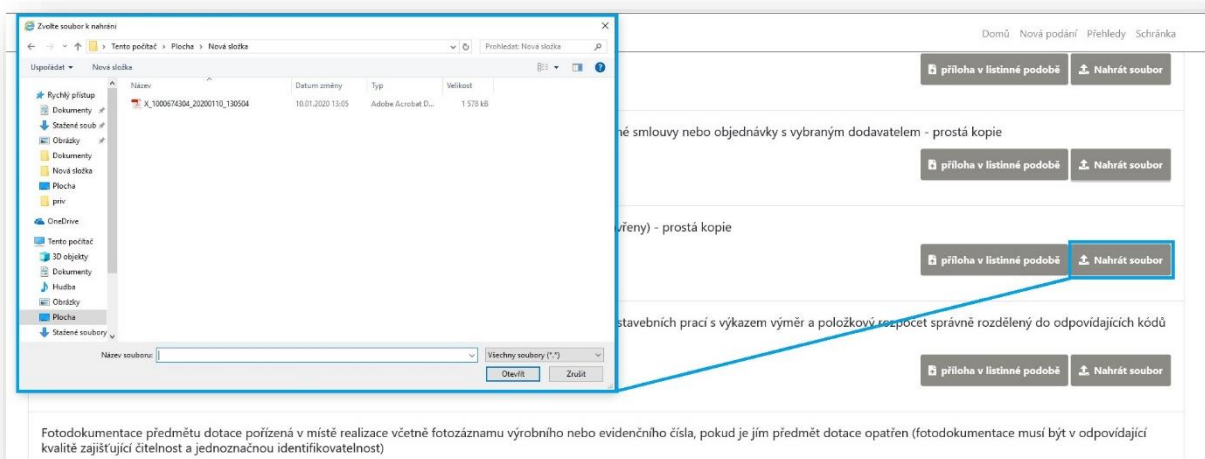 Zvolte soubor k nahrání
Tento počítač > Plocha > Nová složka
Prohledat: Nová složka
Uspořádat
Nová složka
Název
Datum změny
Typ
Velikost
X_1000674304_20200110_130504
10.01.2020 13:05
Adobe Acrobat D...
1 578 kB
Rychlý přístup
Dokumenty
Stažené soub
Obrázky
Dokumenty
Nová složka
Plocha
priv
OneDrive
Tento počítač
3D objekty
Dokumenty
Hudba
Obrázky
Plocha
Stažené soubory
Název souboru:
Všechny soubory (*.*)
Otevřít
Zrušit
Domů Nová podání Přehledy Schránka
příloha v listinné podobě
Nahrát soubor
né smlouvy nebo objednávky s vybraným dodavatelem - prostá kopie
příloha v listinné podobě
Nahrát soubor
vřeny) - prostá kopie
příloha v listinné podobě
Nahrát soubor
stavebních prací s výkazem výměr a položkový rozpočet správně rozdělený do odpovídajících kódů
příloha v listinné podobě
Nahrát soubor
Fotodokumentace předmětu dotace pořízená v místě realizace včetně fotozáznamu výrobního nebo evidenčního čísla, pokud je jím předmět dotace opatřen (fotodokumentace musí být v odpovídající
kvalitě zajišťující čitelnost a jednoznačnou identifikovatelnost)